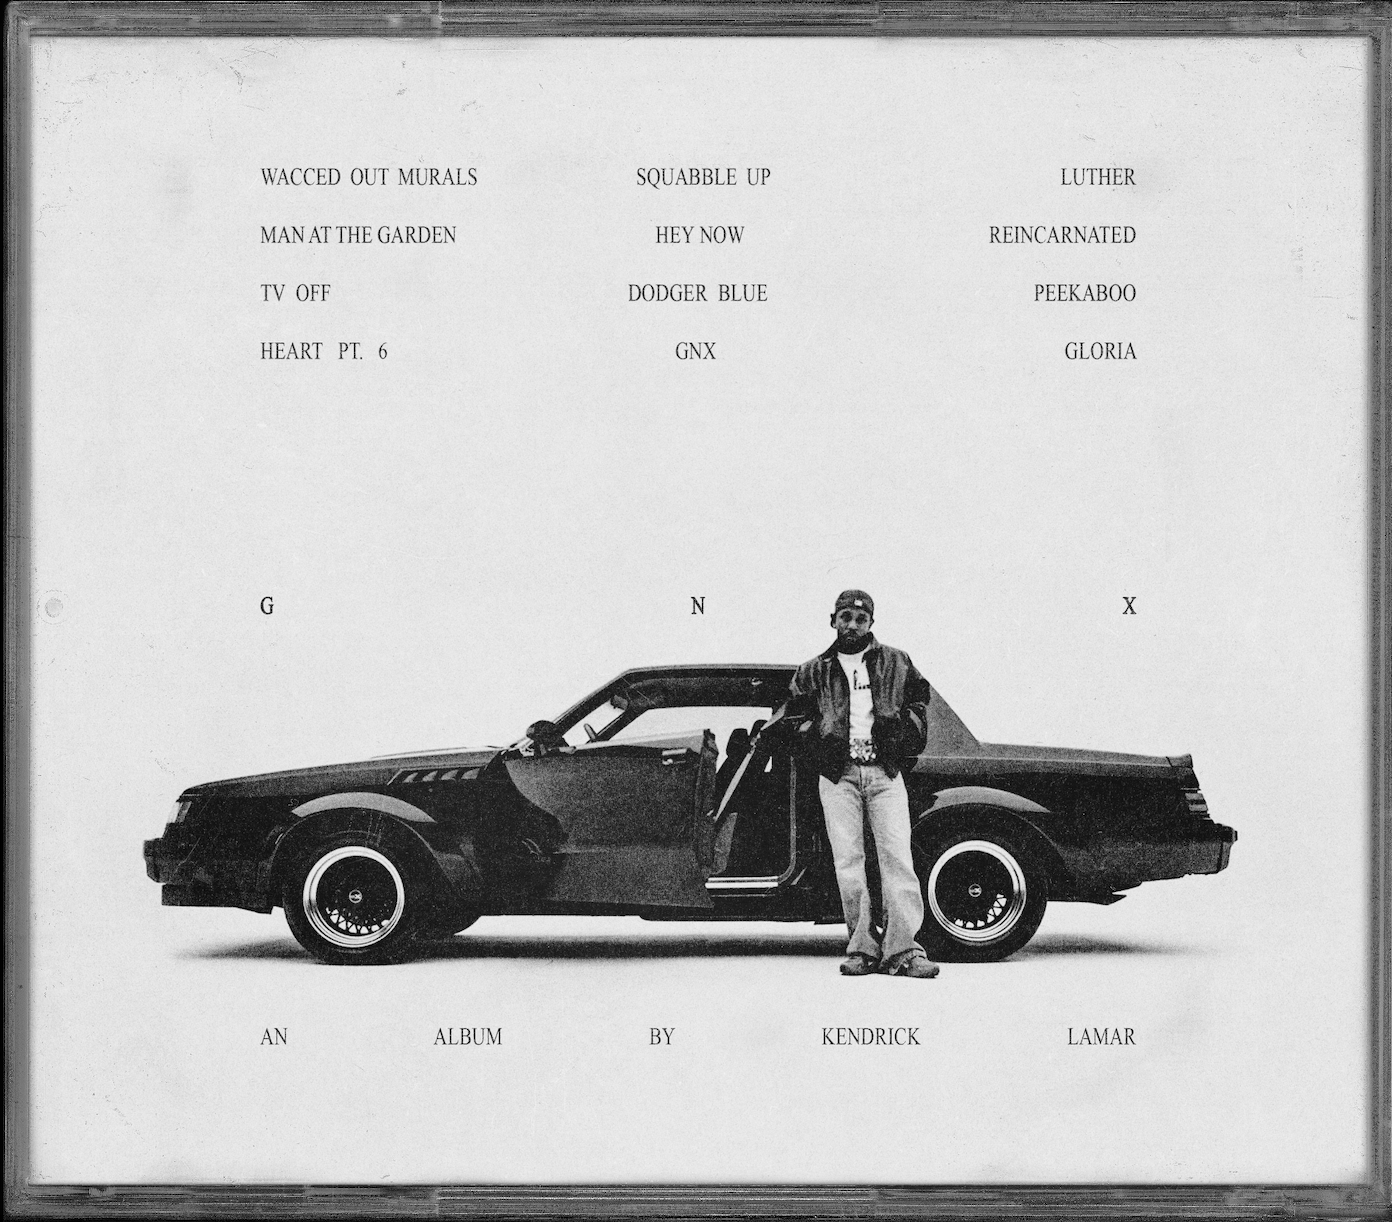 WACCED OUT MURALS SQUABBLE UP LUTHER
MAN AT THE GARDEN HEY NOW REINCARNATED
TV OFF DODGER BLUE PEEKABOO
HEART PT. 6 GNX GLORIA
G N X
AN ALBUM BY KENDRICK LAMAR